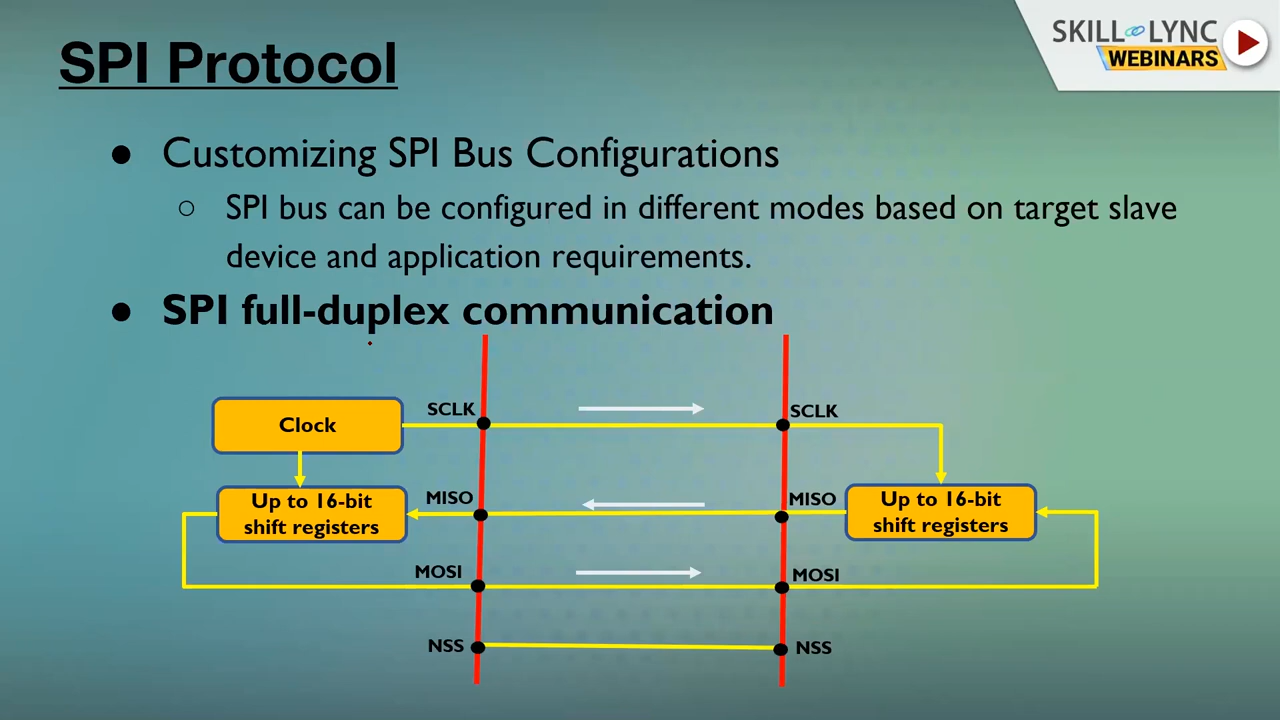 SPI Protocol
SKILL LYNC
WEBINARS
● Customizing SPI Bus Configurations
○ SPI bus can be configured in different modes based on target slave
device and application requirements.
● SPI full-duplex communication
Clock
SCLK
SCLK
Up to 16-bit
shift registers
MISO
MISO
Up to 16-bit
shift registers
MOSI
MOSI
NSS
NSS